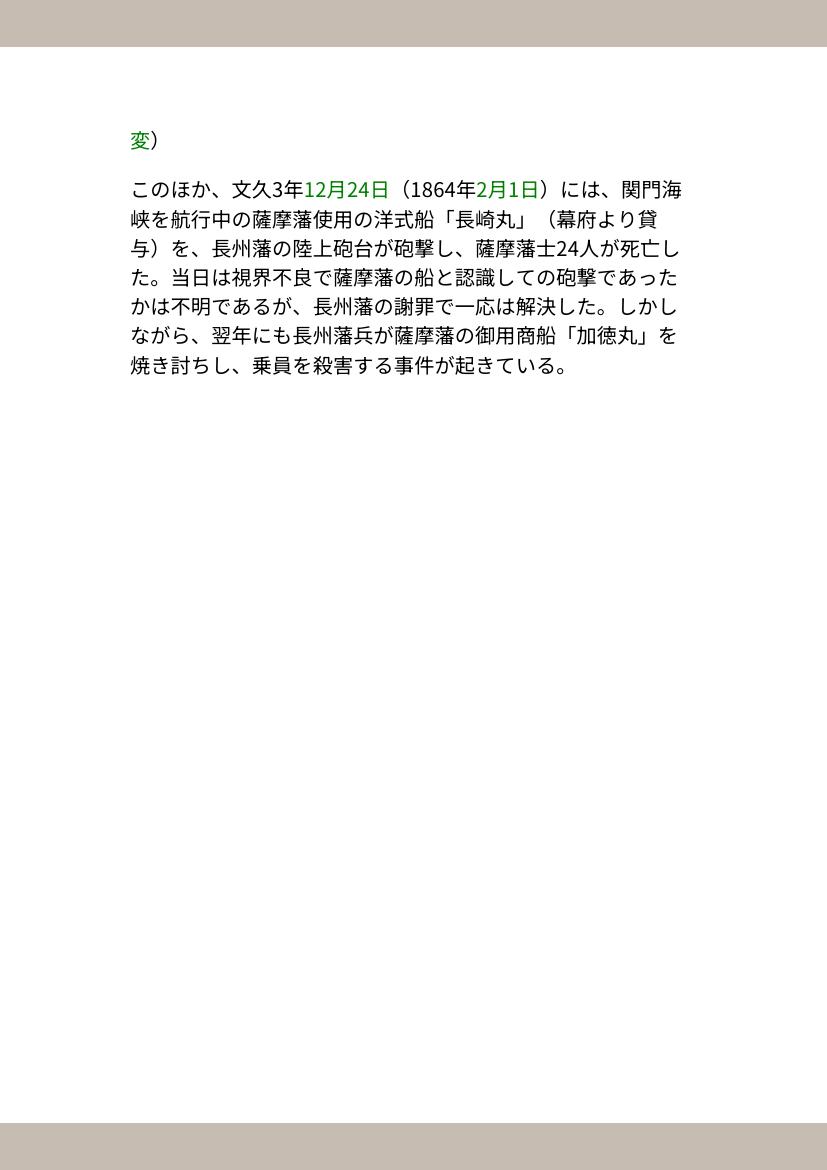 変）
このほか、文久3年12月24日（1864年2月1日）には、関門海
峡を航行中の薩摩藩使用の洋式船「長崎丸」（幕府より貸
与）を、長州藩の陸上砲台が砲撃し、薩摩藩士24人が死亡し
た。当日は視界不良で薩摩藩の船と認識しての砲撃であった
かは不明であるが、長州藩の謝罪で一応は解決した。しかし
ながら、翌年にも長州藩兵が薩摩藩の御用商船「加徳丸」を
焼き討ちし、乗員を殺害する事件が起きている。